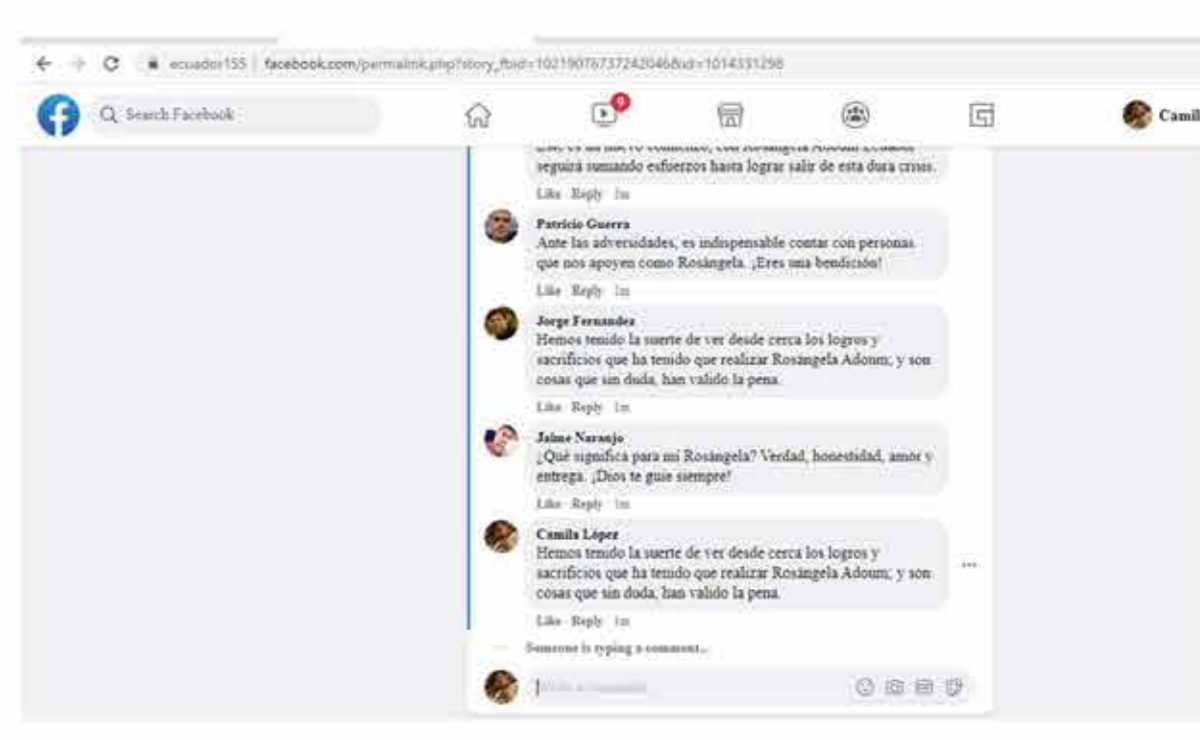 ecuador155 | facebook.com/permalink.php?story_fbid=10219076737242046&id=1014331298
Search Facebook
9
Camil
seguirá sumando esfuerzos hasta lograr salir de esta dura crisis.
Like Reply 1m
Patricio Guerra
Ante las adversidades, es indispensable contar con personas
que nos apoyen como Rosángela. ¡Eres una bendición!
Like Reply 1m
Jorge Fernandez
Hemos tenido la suerte de ver desde cerca los logros y
sacrificios que ha tenido que realizar Rosángela Adoum; y son
cosas que sin duda, han valido la pena.
Like Reply 1m
Jaime Naranjo
¿Qué significa para mi Rosángela? Verdad, honestidad, amor y
entrega. ¡Dios te guie siempre!
Like Reply 1m
Camila López
Hemos tenido la suerte de ver desde cerca los logros y
sacrificios que ha tenido que realizar Rosángela Adoum; y son
cosas que sin duda, han valido la pena.
Like Reply 1m
Someone is typing a comment...